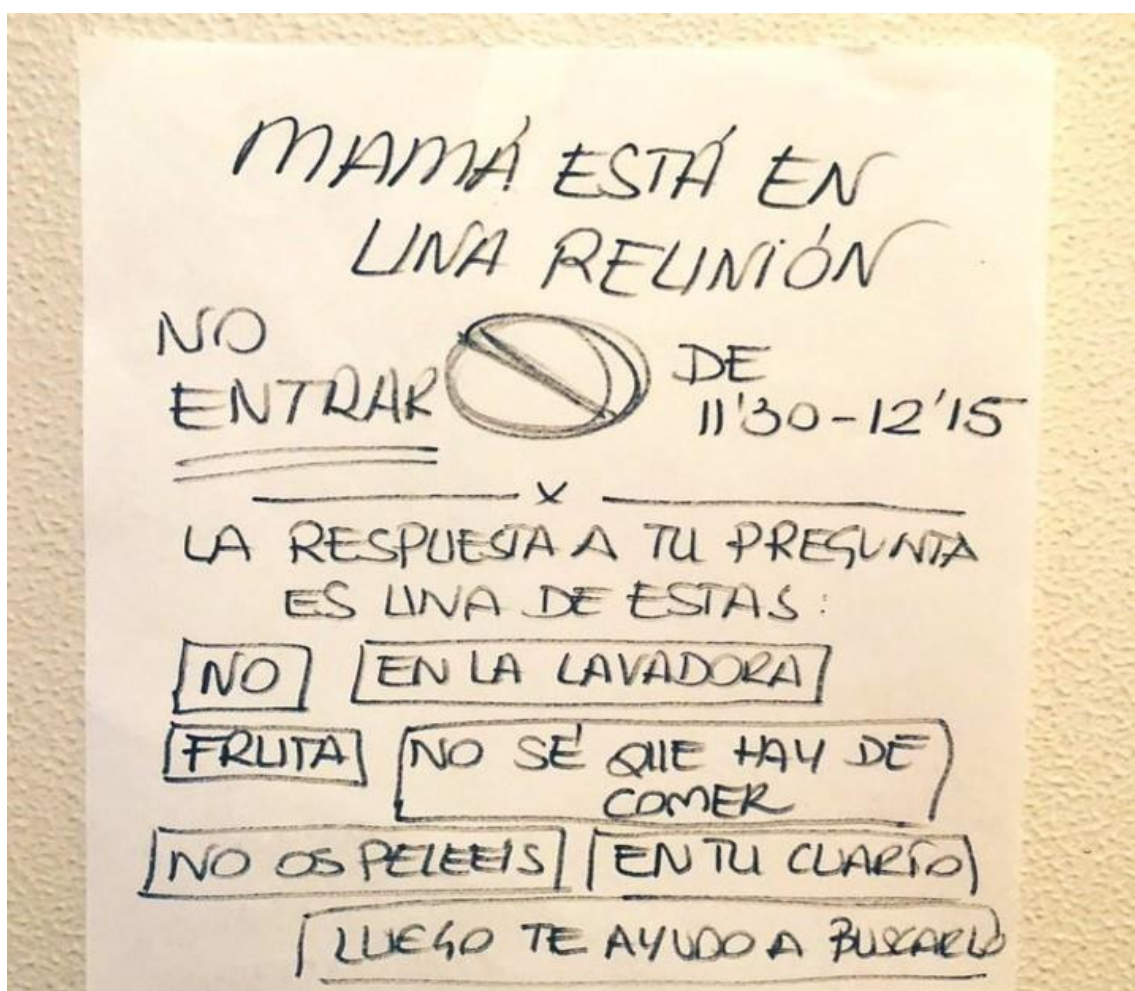 MAMÁ ESTÁ EN
UNA REUNIÓN
NO
ENTRAR
DE
11'30-12'15
x
LA RESPUESTA A TU PREGUNTA
ES UNA DE ESTAS:
NO EN LA LAVADORA
FRUTA NO SÉ QUE HAY DE
COMER
NO OS PELEEIS EN TU CUARTO
LUEGO TE AYUDO A BUSCARLO